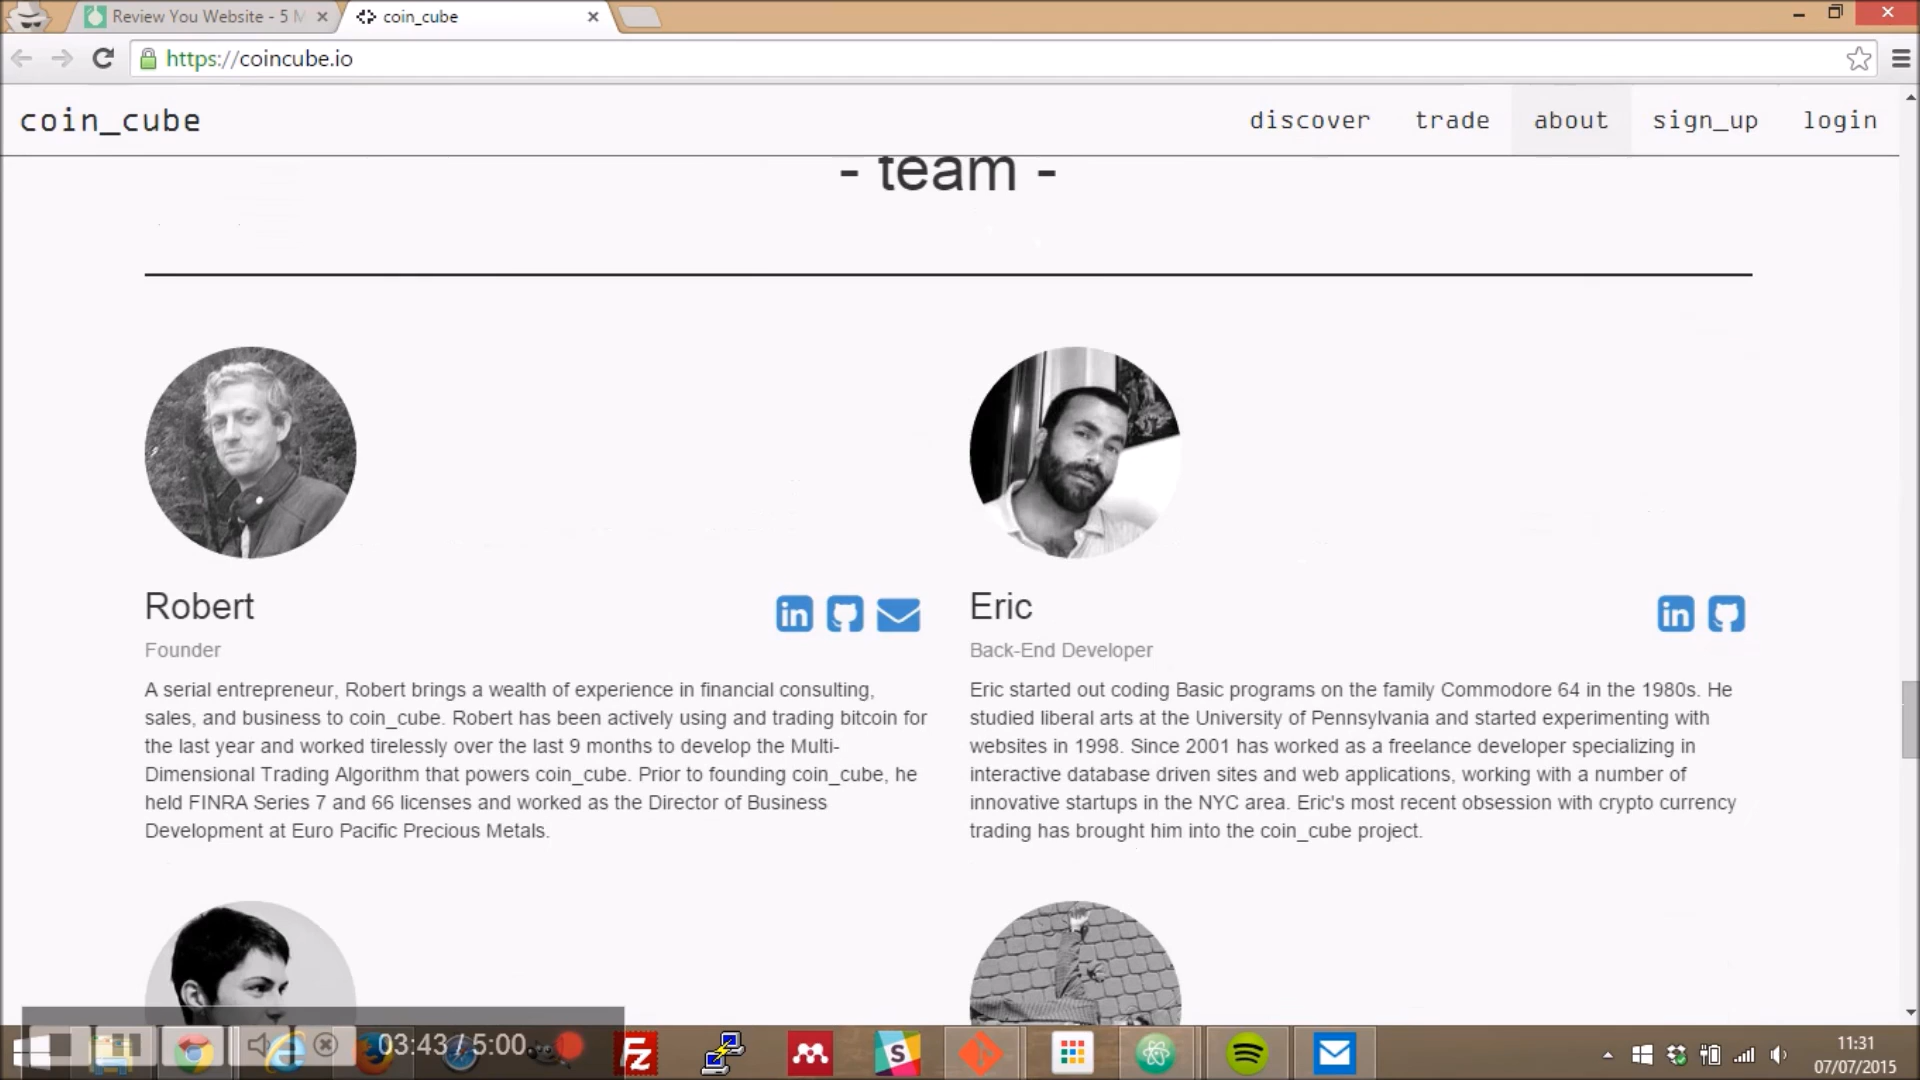 Review You Website - 5 M
coin_cube
https://coincube.io
coin_cube
discover
trade
about
sign_up
login
- team -
Robert
Founder
A serial entrepreneur, Robert brings a wealth of experience in financial consulting,
sales, and business to coin_cube. Robert has been actively using and trading bitcoin for
the last year and worked tirelessly over the last 9 months to develop the Multi-
Dimensional Trading Algorithm that powers coin_cube. Prior to founding coin_cube, he
held FINRA Series 7 and 66 licenses and worked as the Director of Business
Development at Euro Pacific Precious Metals.
Eric
Back-End Developer
Eric started out coding Basic programs on the family Commodore 64 in the 1980s. He
studied liberal arts at the University of Pennsylvania and started experimenting with
websites in 1998. Since 2001 has worked as a freelance developer specializing in
interactive database driven sites and web applications, working with a number of
innovative startups in the NYC area. Eric's most recent obsession with crypto currency
trading has brought him into the coin_cube project.
03:43 / 5:00
11:31
07/07/2015